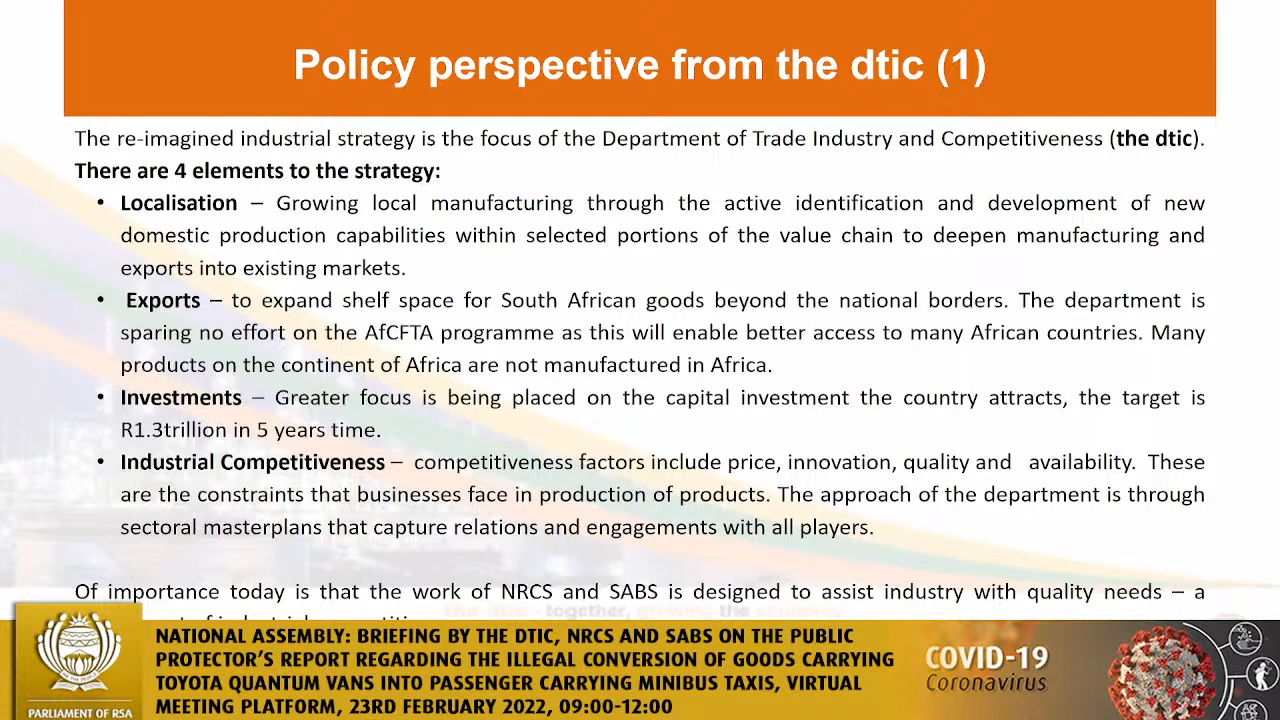 Policy perspective from the dtic (1)
The re-imagined industrial strategy is the focus of the Department of Trade Industry and Competitiveness (the dtic).
There are 4 elements to the strategy:
• Localisation – Growing local manufacturing through the active identification and development of new
domestic production capabilities within selected portions of the value chain to deepen manufacturing and
exports into existing markets.
• Exports – to expand shelf space for South African goods beyond the national borders. The department is
sparing no effort on the AfCFTA programme as this will enable better access to many African countries. Many
products on the continent of Africa are not manufactured in Africa.
• Investments – Greater focus is being placed on the capital investment the country attracts, the target is
R1.3trillion in 5 years time.
• Industrial Competitiveness – competitiveness factors include price, innovation, quality and availability. These
are the constraints that businesses face in production of products. The approach of the department is through
sectoral masterplans that capture relations and engagements with all players.
Of importance today is that the work of NRCS and SABS is designed to assist industry with quality needs – a
the dtic - together, growing the economy
NATIONAL ASSEMBLY: BRIEFING BY THE DTIC, NRCS AND SABS ON THE PUBLIC
PROTECTOR'S REPORT REGARDING THE ILLEGAL CONVERSION OF GOODS CARRYING
TOYOTA QUANTUM VANS INTO PASSENGER CARRYING MINIBUS TAXIS, VIRTUAL
MEETING PLATFORM, 23RD FEBRUARY 2022, 09:00-12:00
PARLIAMENT OF RSA
COVID-19
Coronavirus